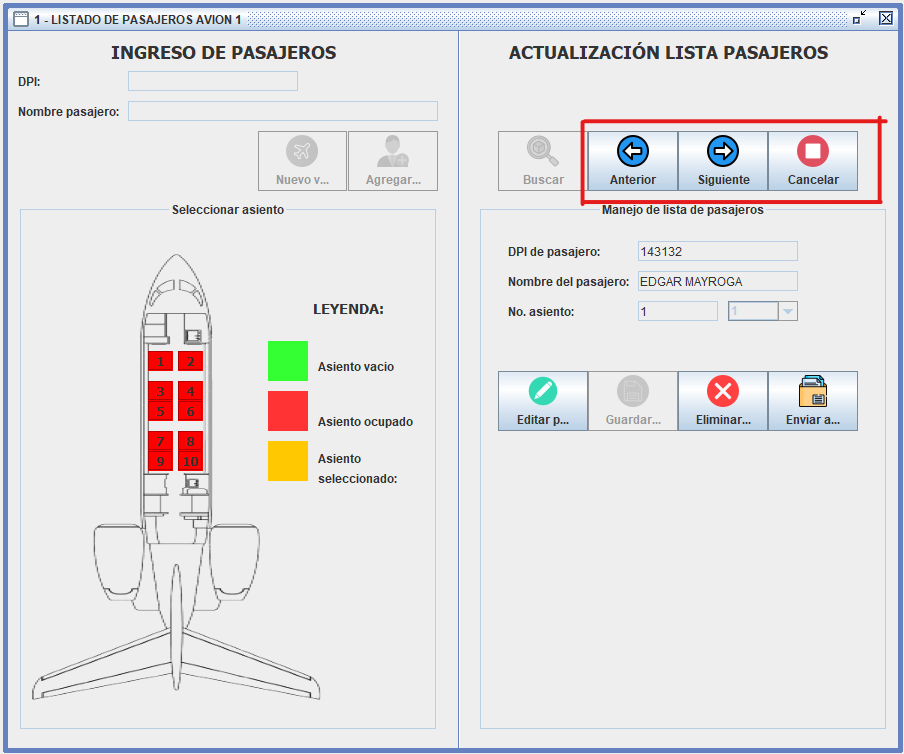 1 - LISTADO DE PASAJEROS AVION 1
INGRESO DE PASAJEROS
DPI:
Nombre pasajero:
Nuevo v...
Agregar...
Seleccionar asiento
LEYENDA:
Asiento vacio
Asiento ocupado
Asiento
seleccionado:
1 2
3 4
5 6
7 8
9 10
ACTUALIZACIÓN LISTA PASAJEROS
Buscar
Anterior
Siguiente
Cancelar
Manejo de lista de pasajeros
DPI de pasajero: 143132
Nombre del pasajero: EDGAR MAYROGA
No. asiento: 1 1
Editar p...
Guardar...
Eliminar...
Enviar a...